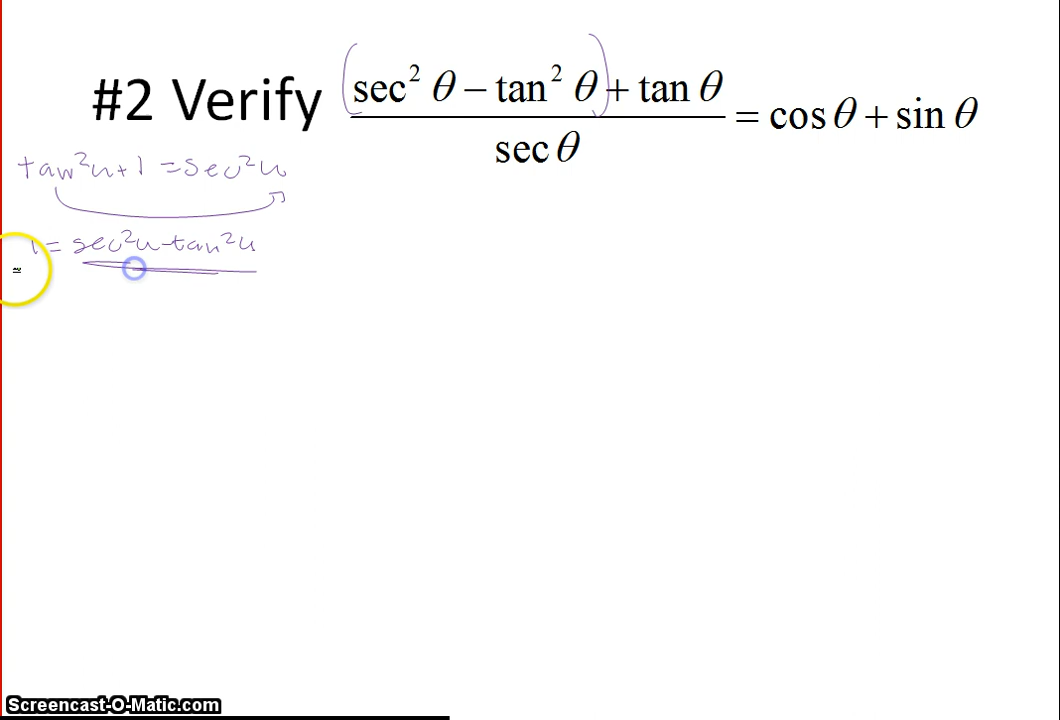 #2 Verify (sec² θ − tan² θ) + tan θ / sec θ = cos θ + sin θ
tan²u + 1 = sec²u
1 = sec²u - tan²u
Screencast-O-Matic.com